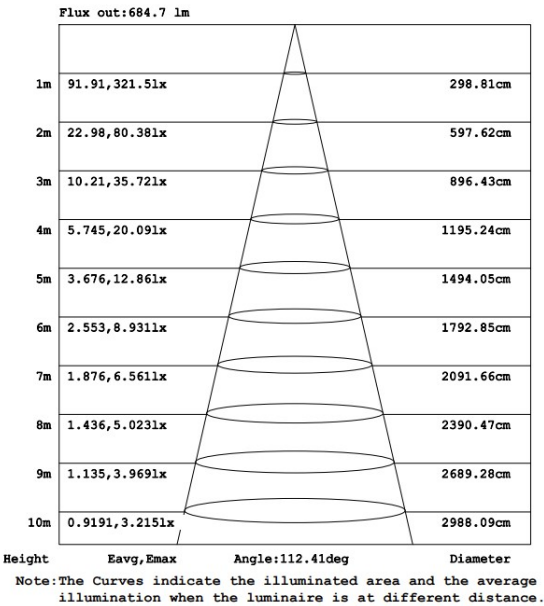 Flux out:684.7 lm
1m 91.91,321.5lx 298.81cm
2m 22.98,80.38lx 597.62cm
3m 10.21,35.72lx 896.43cm
4m 5.745,20.09lx 1195.24cm
5m 3.676,12.86lx 1494.05cm
6m 2.553,8.931lx 1792.85cm
7m 1.876,6.561lx 2091.66cm
8m 1.436,5.023lx 2390.47cm
9m 1.135,3.969lx 2689.28cm
10m 0.9191,3.215lx 2988.09cm
Height Eavg,Emax Angle:112.41deg Diameter
Note:The Curves indicate the illuminated area and the average
illumination when the luminaire is at different distance.